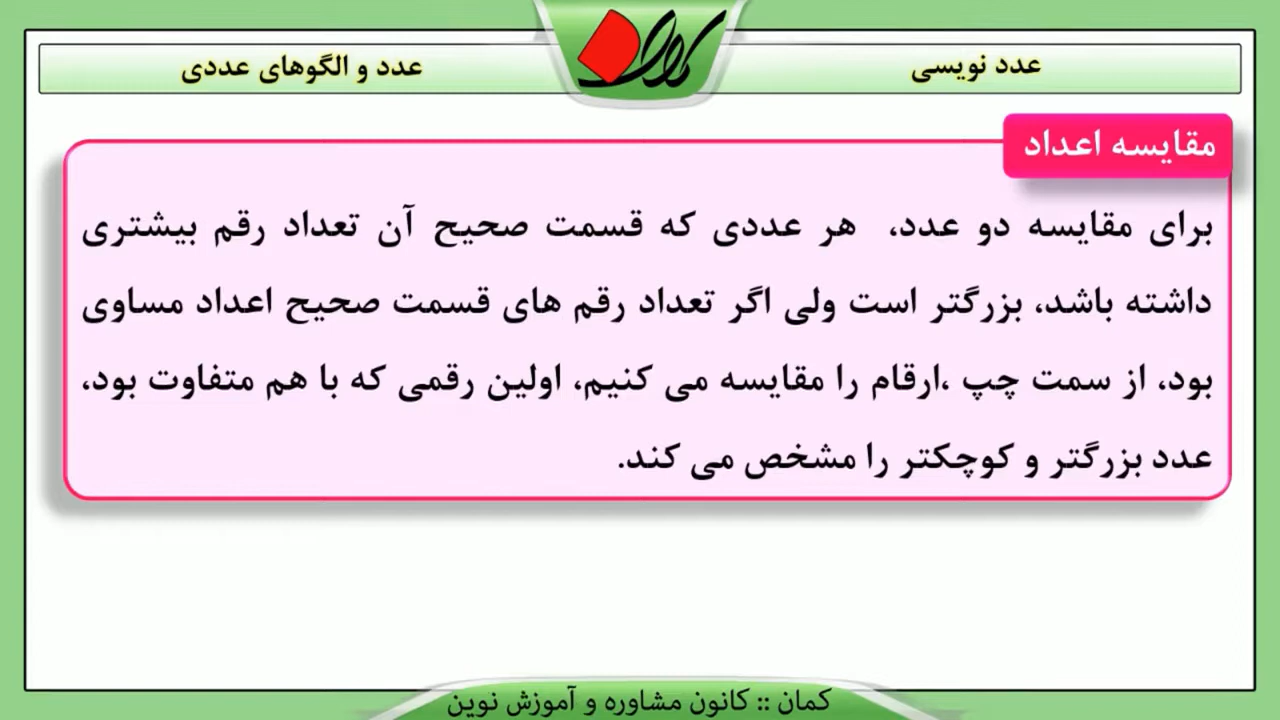 عدد نویسی
عدد و الگوهای عددی
کمان
مقایسه اعداد
برای مقایسه دو عدد، هر عددی که قسمت صحیح آن تعداد رقم بیشتری
داشته باشد، بزرگتر است ولی اگر تعداد رقم های قسمت صحیح اعداد مساوی
بود، از سمت چپ ،ارقام را مقایسه می کنیم، اولین رقمی که با هم متفاوت بود،
عدد بزرگتر و کوچکتر را مشخص می کند.
کمان :: کانون مشاوره و آموزش نوین